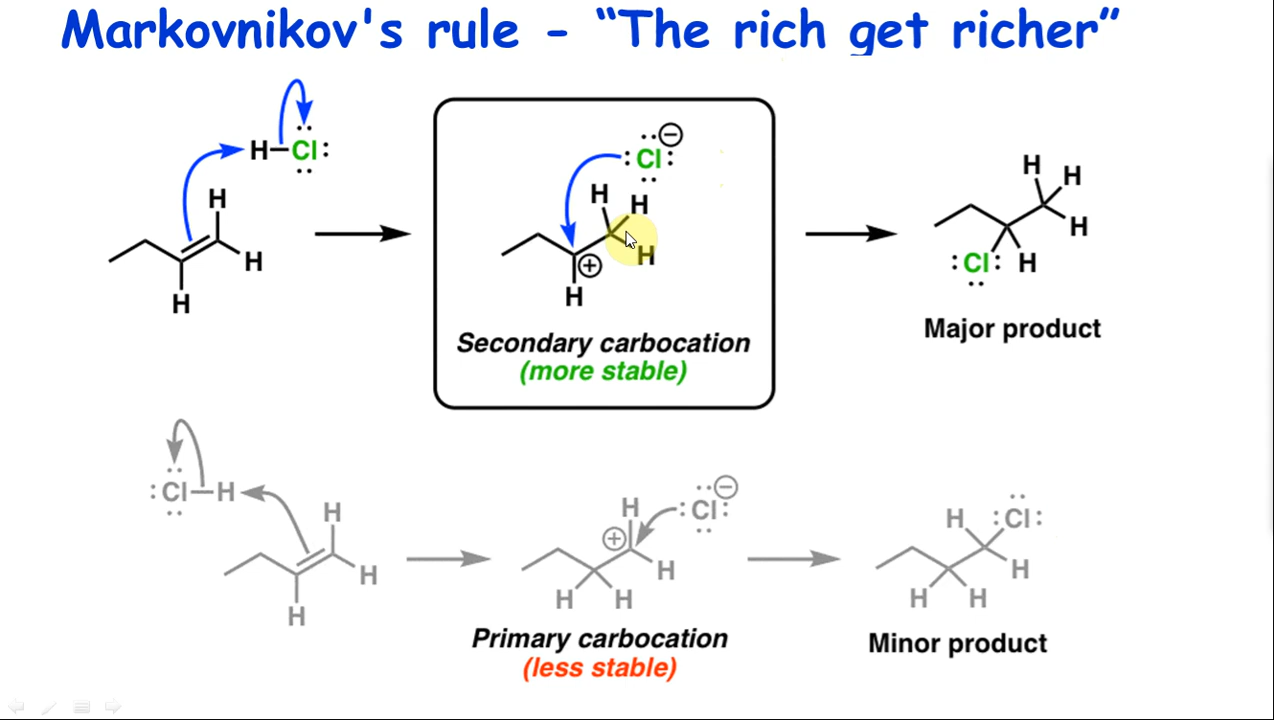 Markovnikov's rule - “The rich get richer”
H–Cl:
H
H
H
:Cl:
H
H
H
H
Secondary carbocation
(more stable)
H
H
H
:Cl: H
Major product
:Cl–H
H
H
H
H
:Cl:
H
H
H
H
:Cl:
H
H
H
Primary carbocation
(less stable)
Minor product